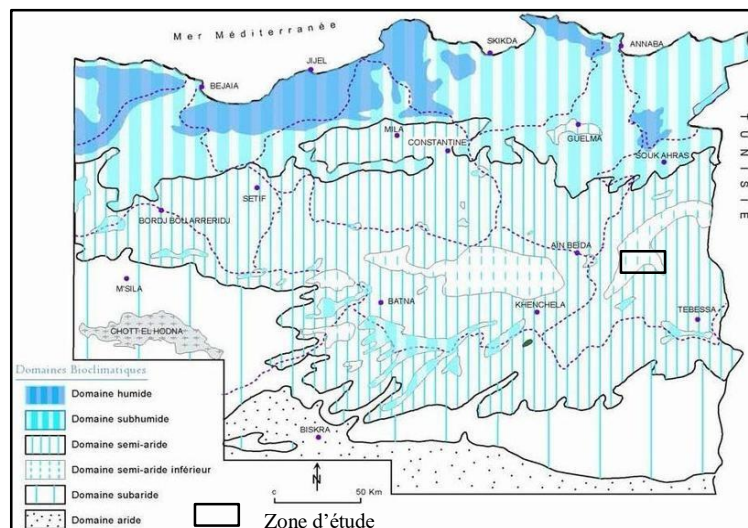 Mer Méditerranée
SKIKDA
ANNABA
JIJEL
BEJAIA
TUNISIE
MILA
CONSTANTINE
GUELMA
SOUK AHRAS
SETIF
BORDJ BOU ARRERIDJ
AIN BEIDA
M'SILA
BATNA
KHENCHELA
TEBESSA
CHOTT EL HODNA
Domaines Bioclimatiques
Domaine humide
Domaine subhumide
Domaine semi-aride
Domaine semi-aride inférieur
Domaine subaride
Domaine aride
BISKRA
N
50 Km
Zone d'étude